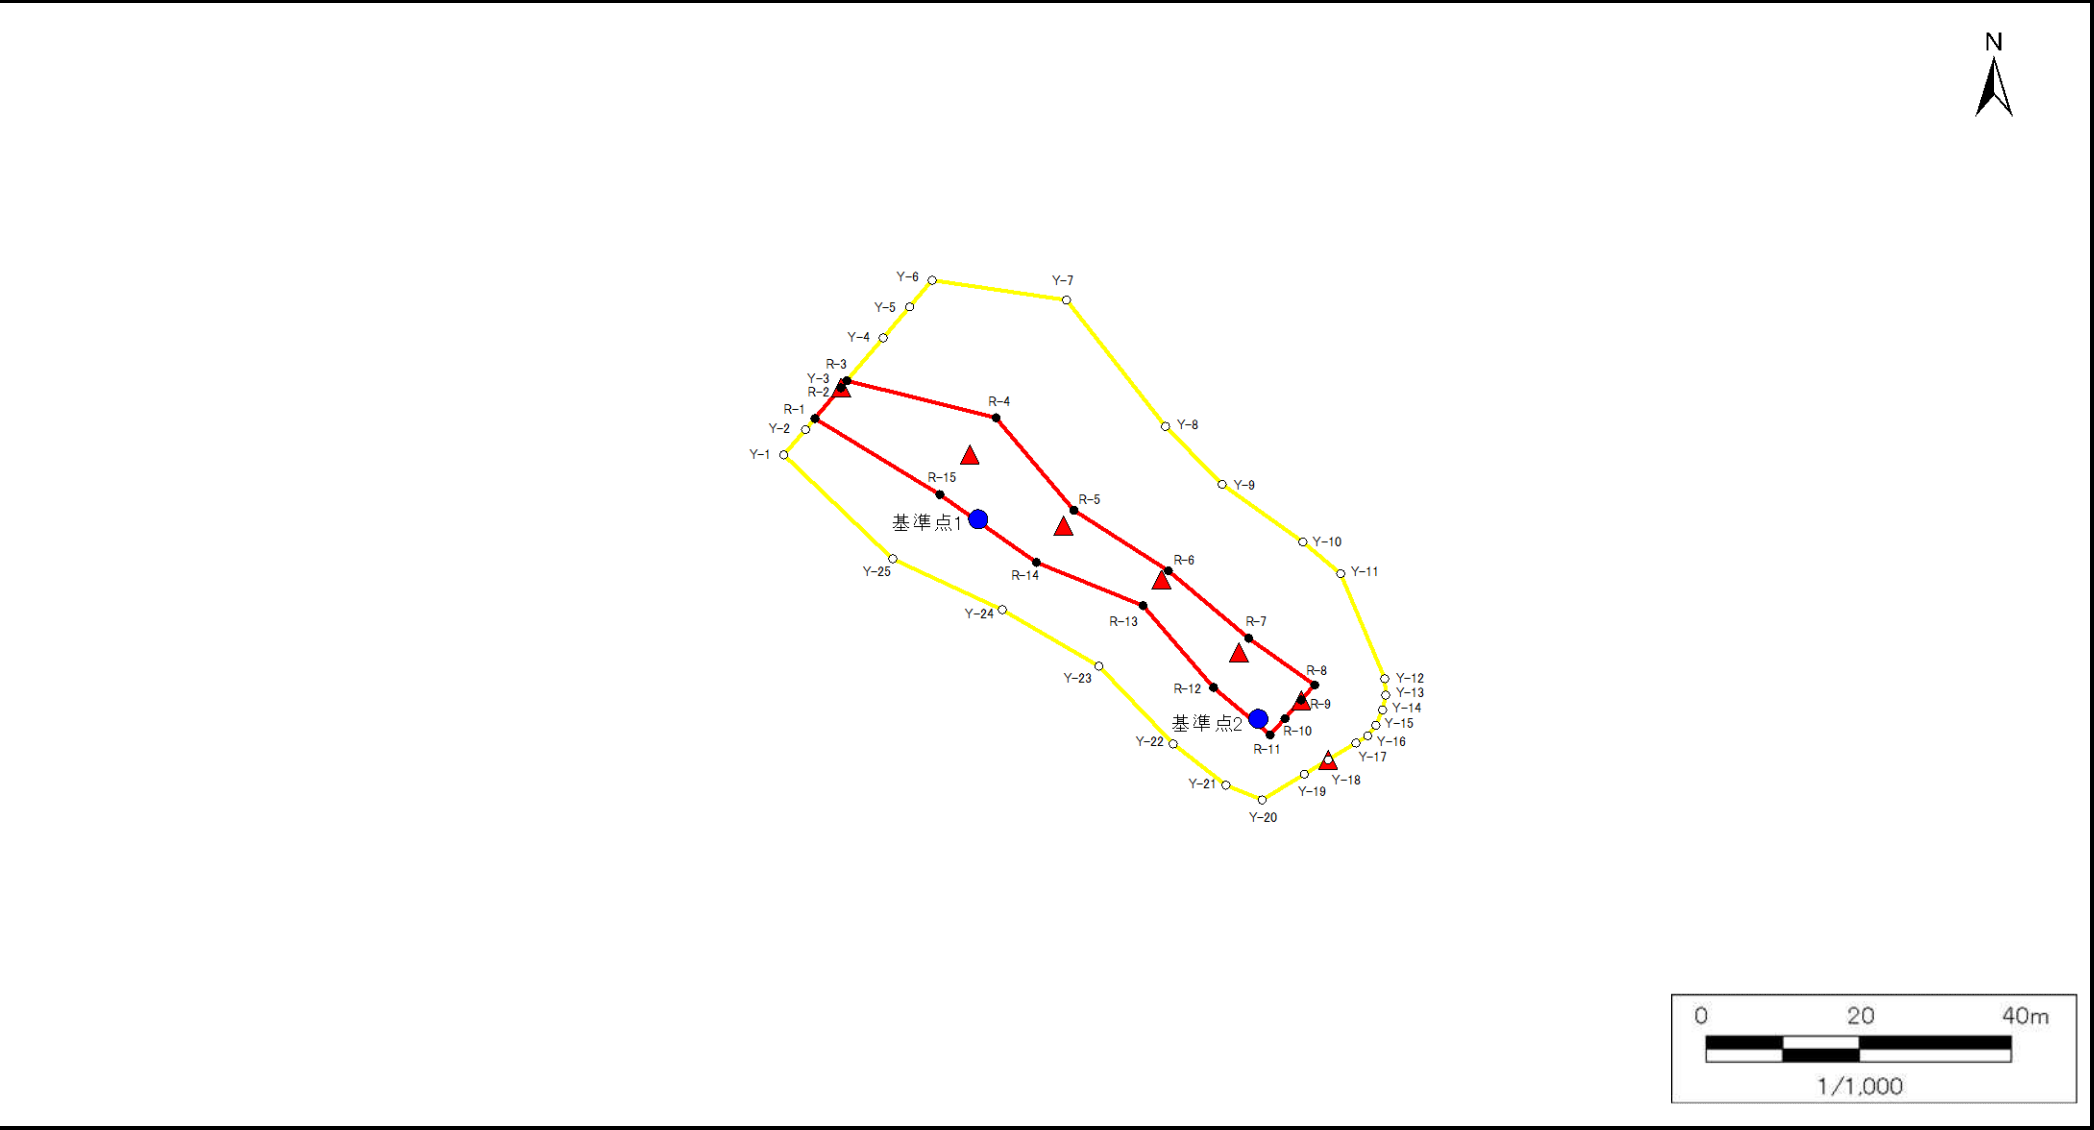 N
Y-6
Y-7
Y-5
Y-4
R-3
Y-3
R-2
R-1
R-4
Y-2
Y-8
Y-1
R-15
Y-9
R-5
基準点1
Y-10
R-6
Y-25
R-14
Y-11
Y-24
R-13
R-7
R-8
Y-23
Y-12
R-12
Y-13
R-9
Y-14
基準点2
Y-15
R-10
Y-22
R-11
Y-16
Y-17
Y-21
Y-18
Y-19
Y-20
0 20 40m
1/1,000